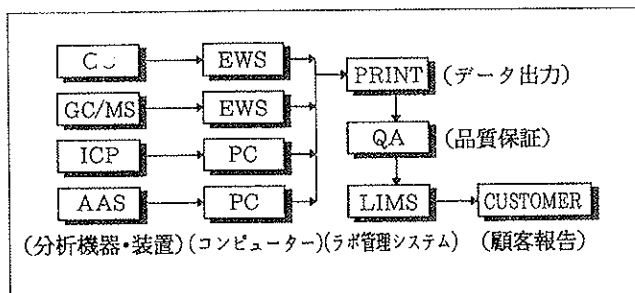 EWS PRINT (データ出力)
GC/MS EWS
QA (品質保証)
ICP PC
AAS PC LIMS CUSTOMER
(分析機器・装置)(コンピューター)(ラボ管理システム) (顧客報告)